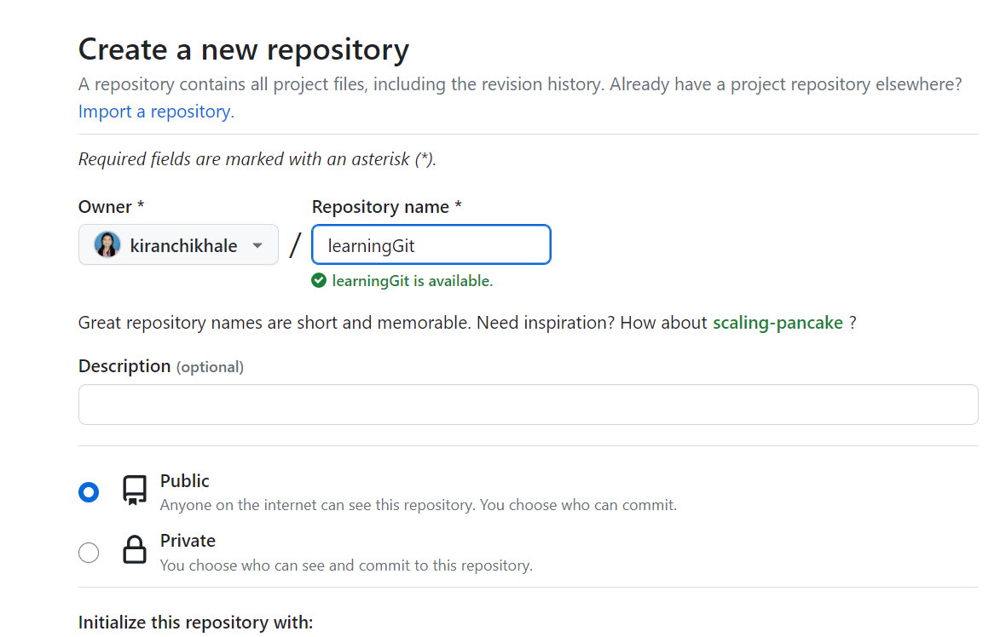 Create a new repository
A repository contains all project files, including the revision history. Already have a project repository elsewhere?
Import a repository.
Required fields are marked with an asterisk (*).
Owner *
Repository name *
kiranchikhale
/
learningGit
learningGit is available.
Great repository names are short and memorable. Need inspiration? How about scaling-pancake ?
Description (optional)
Public
Anyone on the internet can see this repository. You choose who can commit.
Private
You choose who can see and commit to this repository.
Initialize this repository with: